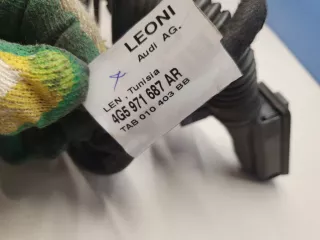 LEONI
Audi AG.
LEN , Tunisia
4G5 971 687 AR
TAB 010 403 BB